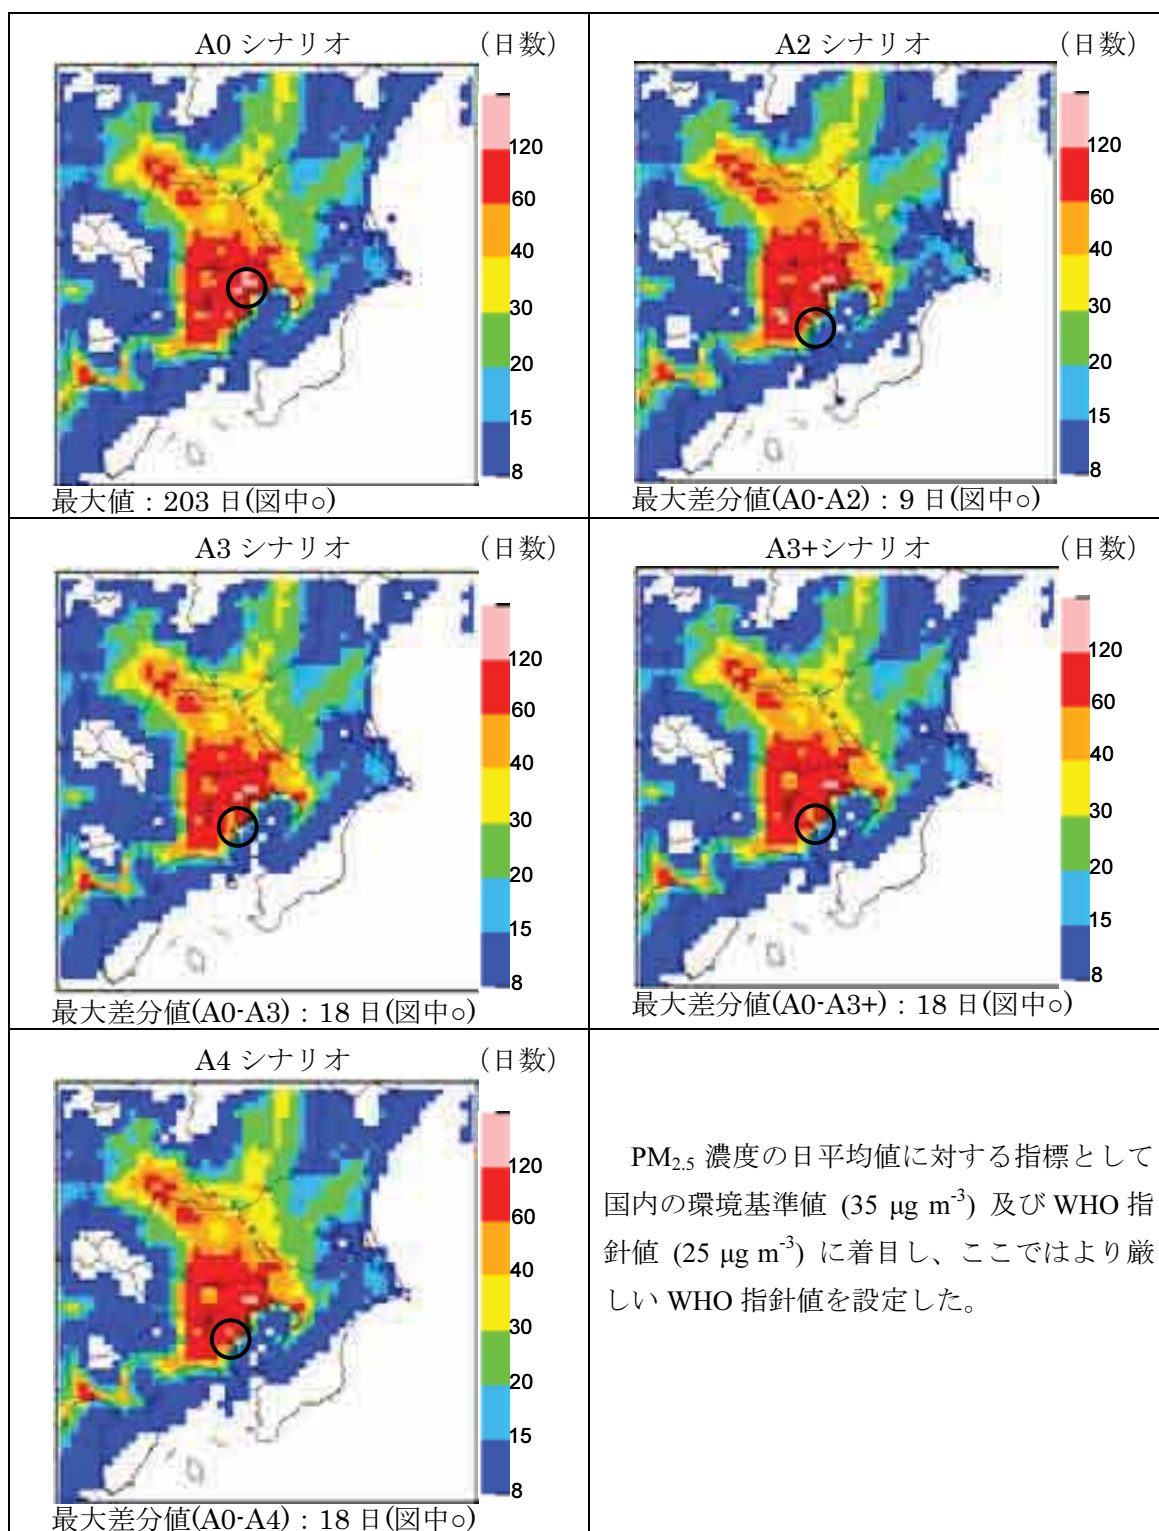 A0 シナリオ (日数)
120
60
40
30
20
15
8
最大値：203 日(図中○)
A2 シナリオ (日数)
120
60
40
30
20
15
8
最大差分値(A0-A2)：9 日(図中○)
A3 シナリオ (日数)
120
60
40
30
20
15
8
最大差分値(A0-A3)：18 日(図中○)
A3+シナリオ (日数)
120
60
40
30
20
15
8
最大差分値(A0-A3+)：18 日(図中○)
A4 シナリオ (日数)
120
60
40
30
20
15
8
最大差分値(A0-A4)：18 日(図中○)
PM2.5 濃度の日平均値に対する指標として
国内の環境基準値 (35 μg m-3) 及び WHO 指
針値 (25 μg m-3) に着目し、ここではより厳
しい WHO 指針値を設定した。